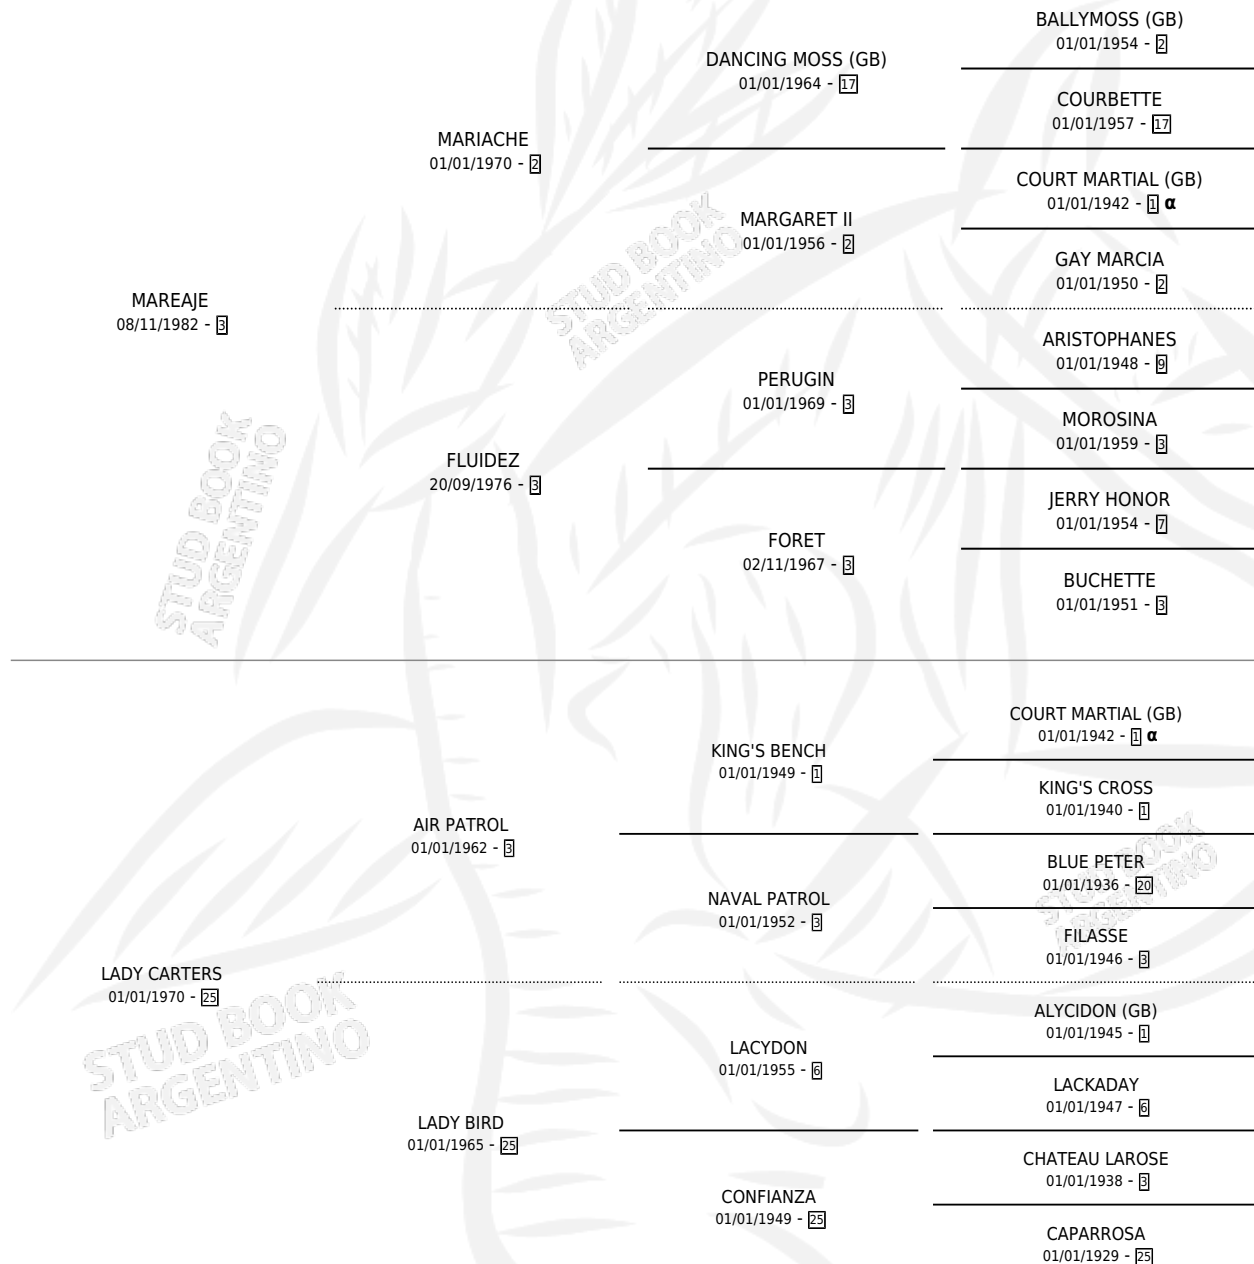 BALLYMOSS (GB)
01/01/1954 - 2
DANCING MOSS (GB)
01/01/1964 - 17
COURBETTE
01/01/1957 - 17
MARIACHE
01/01/1970 - 2
COURT MARTIAL (GB)
01/01/1942 - 1 α
MARGARET II
01/01/1956 - 2
GAY MARCIA
01/01/1950 - 2
MAREAJE
08/11/1982 - 3
ARISTOPHANES
01/01/1948 - 9
PERUGIN
01/01/1969 - 3
MOROSINA
01/01/1959 - 3
FLUIDEZ
20/09/1976 - 3
JERRY HONOR
01/01/1954 - 7
FORET
02/11/1967 - 3
BUCHETTE
01/01/1951 - 3
COURT MARTIAL (GB)
01/01/1942 - 1 α
KING'S BENCH
01/01/1949 - 1
KING'S CROSS
01/01/1940 - 1
AIR PATROL
01/01/1962 - 3
BLUE PETER
01/01/1936 - 20
NAVAL PATROL
01/01/1952 - 3
FILASSE
01/01/1946 - 3
LADY CARTERS
01/01/1970 - 25
ALYCIDON (GB)
01/01/1945 - 1
LACYDON
01/01/1955 - 6
LACKADAY
01/01/1947 - 6
LADY BIRD
01/01/1965 - 25
CHATEAU LAROSE
01/01/1938 - 3
CONFIANZA
01/01/1949 - 25
CAPARROSA
01/01/1929 - 25
STUD BOOK
ARGENTINO
STUD BOOK
ARGENTINO
STUD BOOK
ARGENTINO
STUD BOOK
ARGENTINO